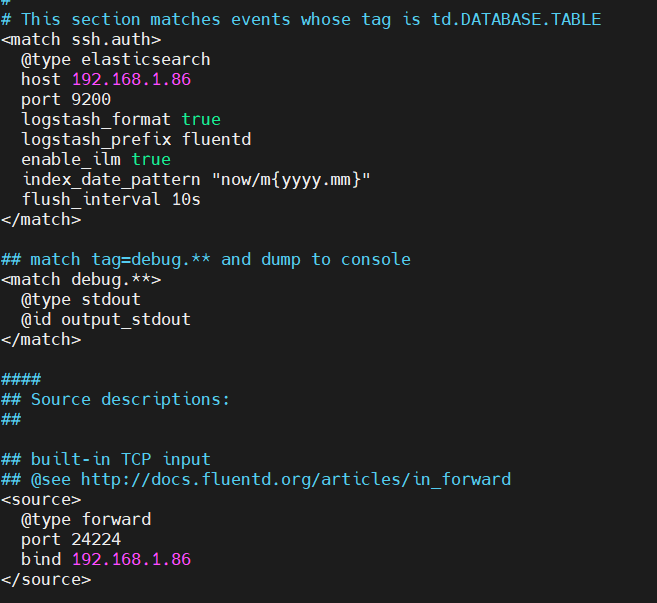 #
# This section matches events whose tag is td.DATABASE.TABLE
<match ssh.auth>
  @type elasticsearch
  host 192.168.1.86
  port 9200
  logstash_format true
  logstash_prefix fluentd
  enable_ilm true
  index_date_pattern "now/m{yyyy.mm}"
  flush_interval 10s
</match>

## match tag=debug.** and dump to console
<match debug.**>
  @type stdout
  @id output_stdout
</match>

####
## Source descriptions:
##

## built-in TCP input
## @see http://docs.fluentd.org/articles/in_forward
<source>
  @type forward
  port 24224
  bind 192.168.1.86
</source>